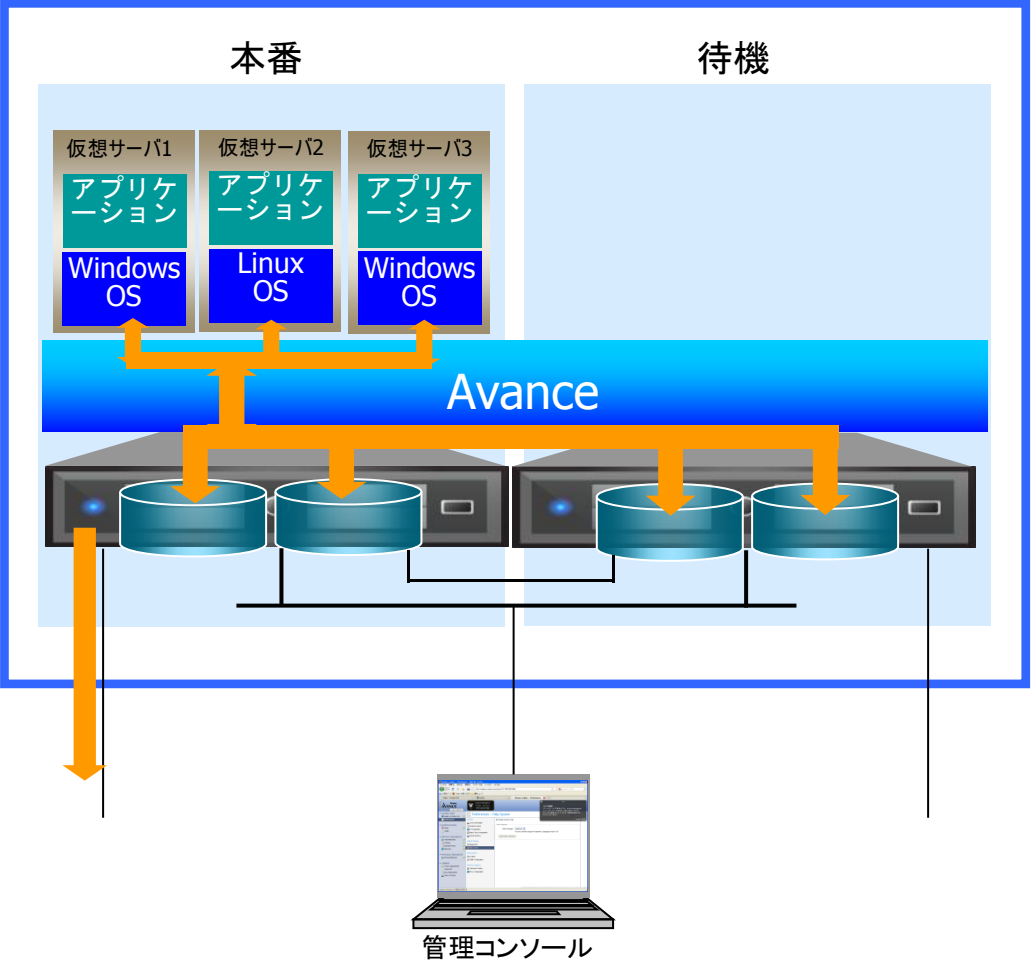 本番
待機
仮想サーバ1
仮想サーバ2
仮想サーバ3
アプリケ
ーション
アプリケ
ーション
アプリケ
ーション
Windows
OS
Linux
OS
Windows
OS
Avance
管理コンソール